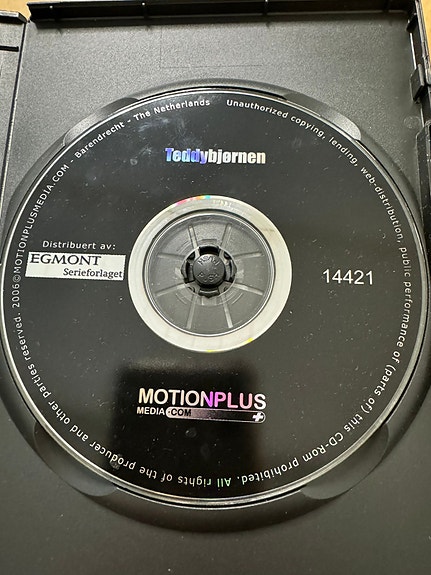 Teddybjørnen
Distribuert av:
EGMONT
Serieforlaget
14421
MOTIONPLUS
MEDIA.COM
Barendrecht - The Netherlands Unauthorized copying, lending, web-distribution, public performance of (parts of) this CD-Rom prohibited. All rights of the producer and other parties reserved. 2006©MOTIONPLUSMEDIA.COM